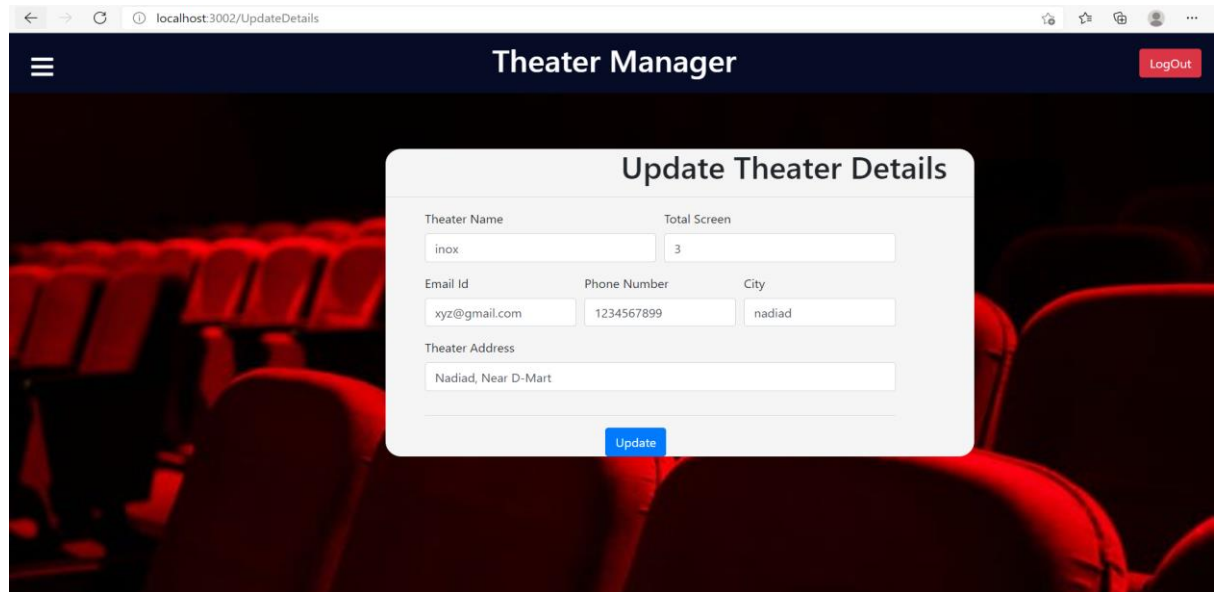 localhost:3002/UpdateDetails
Theater Manager
LogOut
Update Theater Details
Theater Name Total Screen
inox 3
Email Id Phone Number City
xyz@gmail.com 1234567899 nadiad
Theater Address
Nadiad, Near D-Mart
Update